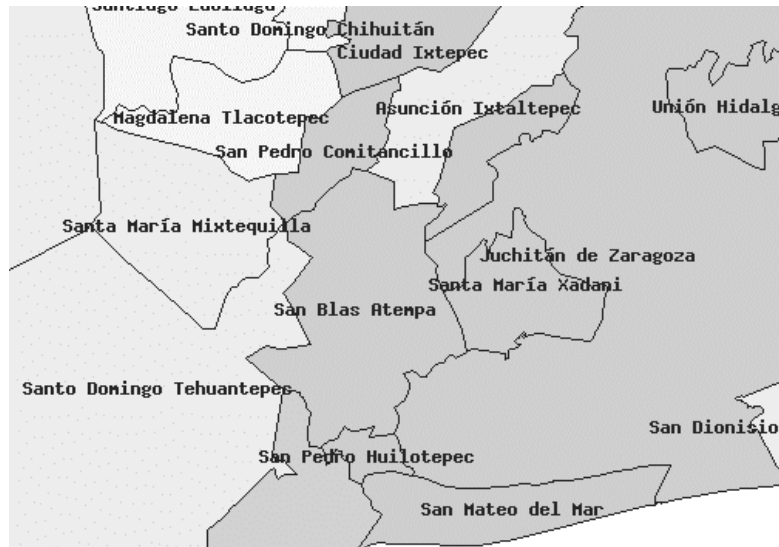 Santo Domingo Chihuitán
Ciudad Ixtepec
Asunción Ixtaltepec
Unión Hidalg
Magdalena Tlacotepec
San Pedro Comitancillo
Santa María Mixtequilla
Juchitán de Zaragoza
Santa María Xadani
San Blas Atempa
Santo Domingo Tehuantepec
San Dionisio
San Pedro Huilotepec
San Mateo del Mar